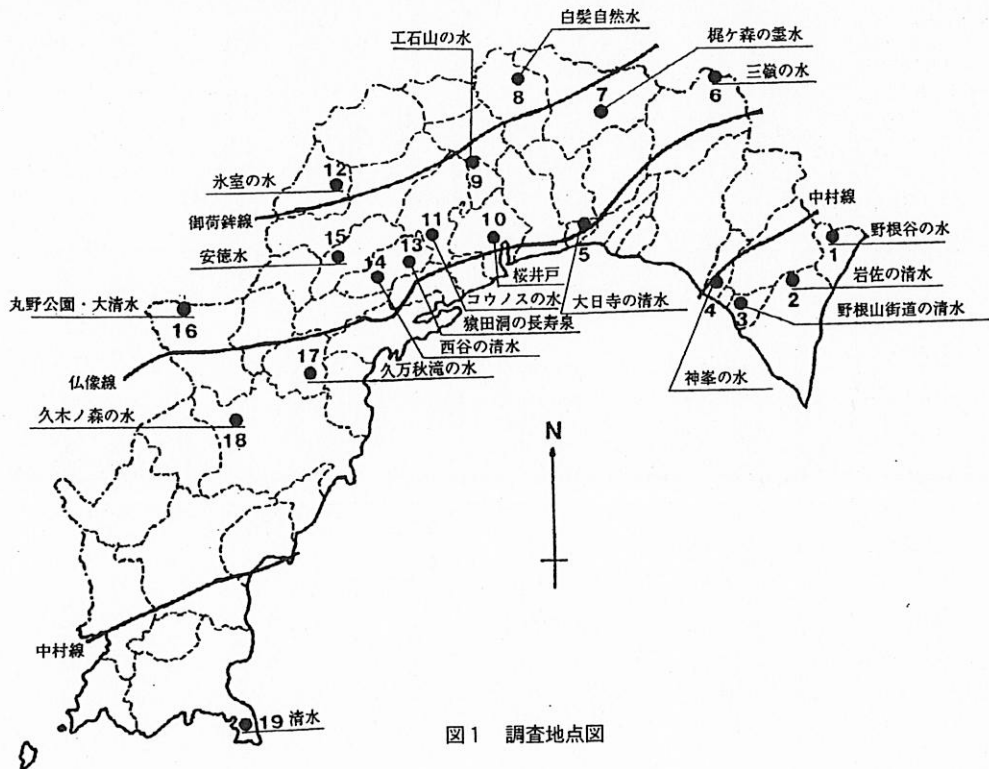 白髪自然水
工石山の水
梶ケ森の霊水
三嶺の水
8
7
6
9
12
氷室の水
御荷鉾線
中村線
11
10
15
13
14
5
野根谷の水
1
安徳水
桜井戸
岩佐の清水
2
コウノスの水
大日寺の清水
4
3
丸野公園・大清水
16
猿田洞の長寿泉
野根山街道の清水
西谷の清水
17
久万秋滝の水
神峯の水
仏像線
久木ノ森の水
18
N
中村線
19 清水
図1 調査地点図